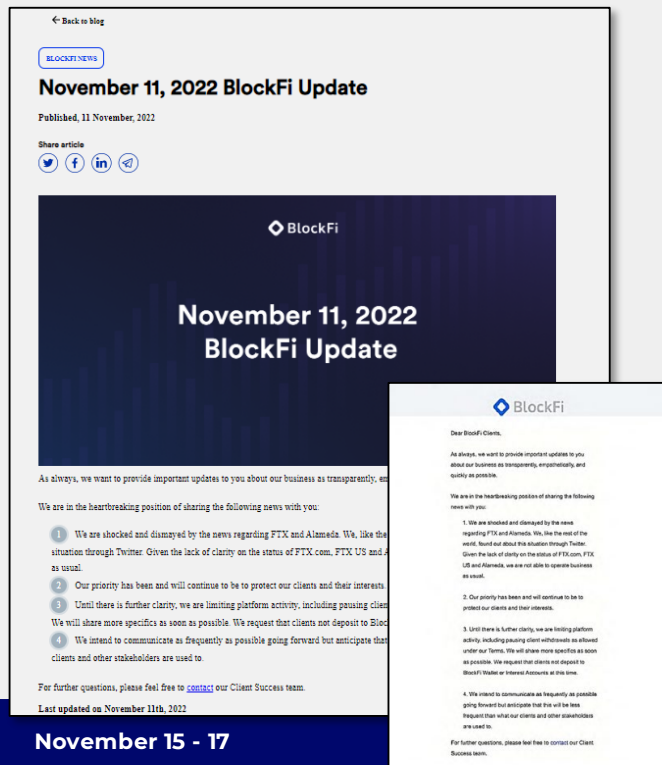 ← Back to blog
BLOCKFI NEWS
November 11, 2022 BlockFi Update
Published, 11 November, 2022
Share article
BlockFi
November 11, 2022
BlockFi Update
As always, we want to provide important updates to you about our business as transparently,
We are in the heartbreaking position of sharing the following news with you:
1 We are shocked and dismayed by the news regarding FTX and Alameda. We, like the
situation through Twitter. Given the lack of clarity on the status of FTX.com, FTX US and
as usual.
2 Our priority has been and will continue to be to protect our clients and their interests.
3 Until there is further clarity, we are limiting platform activity, including pausing
We will share more specifics as soon as possible. We request that clients not deposit to
4 We intend to communicate as frequently as possible going forward but anticipate that
clients and other stakeholders are used to.
For further questions, please feel free to contact our Client Success team.
Last updated on November 11th, 2022
November 15 - 17
BlockFi
Dear BlockFi Clients,
As always, we want to provide important updates to you
about our business as transparently, empathetically, and
quickly as possible.
We are in the heartbreaking position of sharing the following
news with you:
1. We are shocked and dismayed by the news
regarding FTX and Alameda. We, like the rest of the
world, found out about this situation through Twitter.
Given the lack of clarity on the status of FTX.com, FTX
US and Alameda, we are not able to operate business
as usual.
2. Our priority has been and will continue to be to
protect our clients and their interests.
3. Until there is further clarity, we are limiting platform
activity, including pausing client withdrawals as allowed
under our Terms. We will share more specifics as soon
as possible. We request that clients not deposit to
BlockFi Wallet or Interest Accounts at this time.
4. We intend to communicate as frequently as possible
going forward but anticipate that this will be less
frequent than what our clients and other stakeholders
are used to.
For further questions, please feel free to contact our Client
Success team.